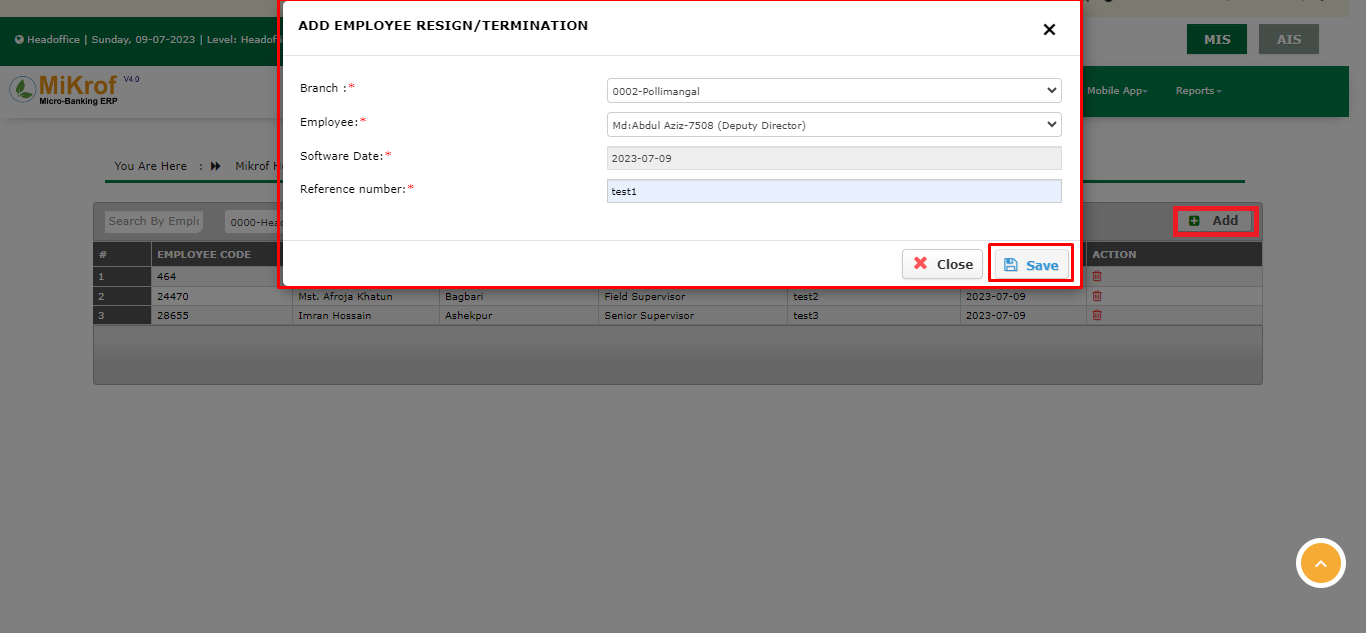 ADD EMPLOYEE RESIGN/TERMINATION
Headoffice | Sunday, 09-07-2023 | Level:
MIS
AIS
MiKrof V4.0
Micro-Banking ERP
Mobile App
Reports
Branch :*
0002-Pollimangal
Employee:*
Md:Abdul Aziz-7508 (Deputy Director)
Software Date:*
2023-07-09
Reference number:*
test1
Close
Save
You Are Here : Mikrof
Search By Emplo
Add
# EMPLOYEE CODE ACTION
1 464
2 24470 Mst. Afroja Khatun Bagbari Field Supervisor test2 2023-07-09
3 28655 Imran Hossain Ashekpur Senior Supervisor test3 2023-07-09